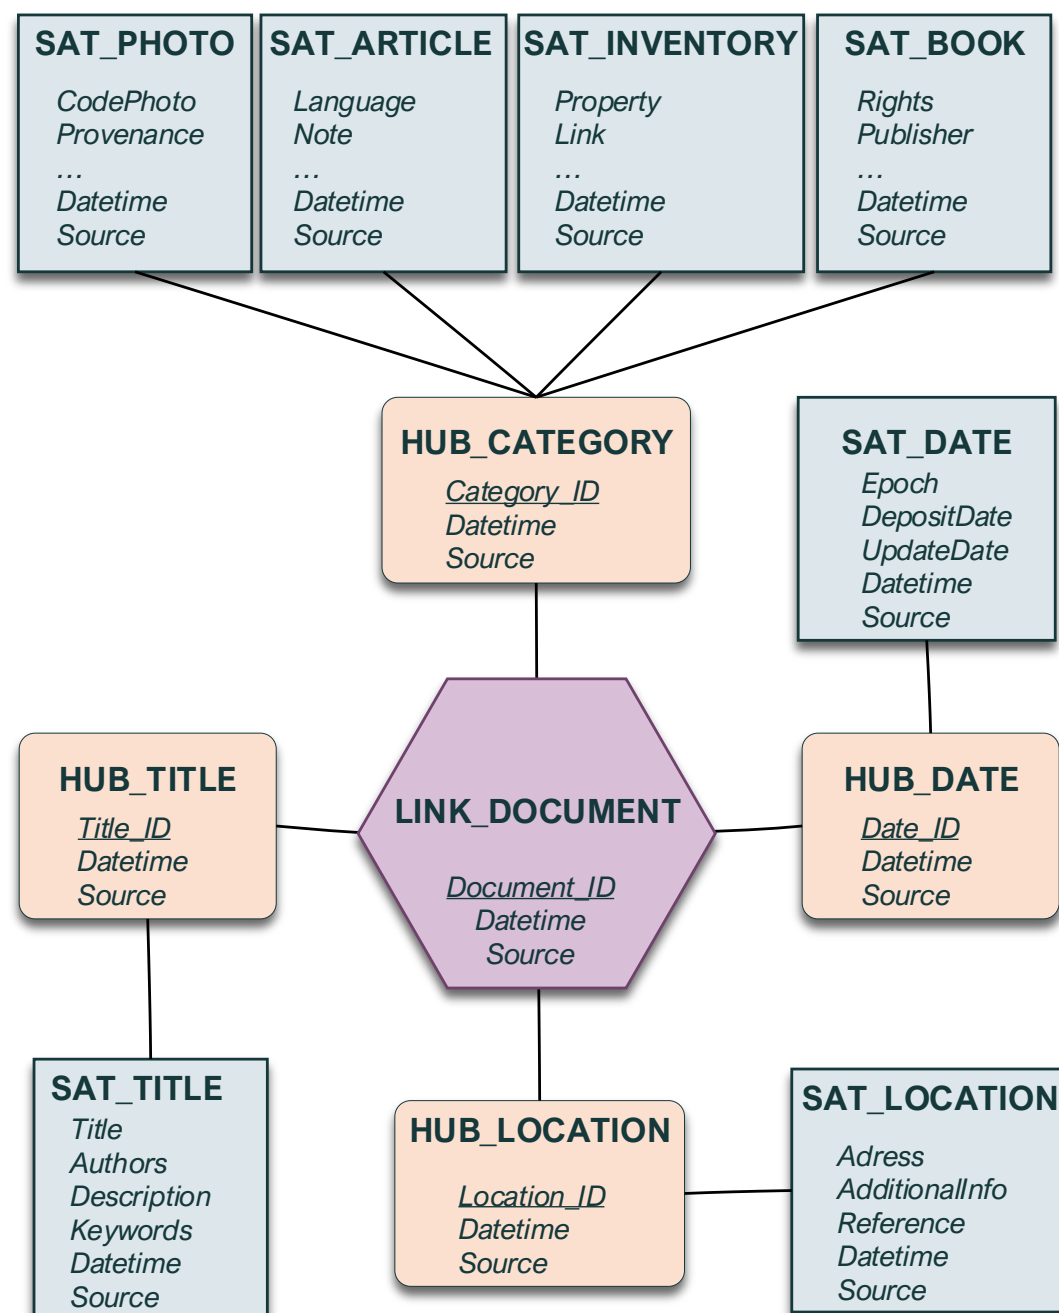 SAT_PHOTO
CodePhoto
Provenance
...
Datetime
Source
SAT_ARTICLE
Language
Note
...
Datetime
Source
SAT_INVENTORY
Property
Link
...
Datetime
Source
SAT_BOOK
Rights
Publisher
...
Datetime
Source
HUB_CATEGORY
Category_ID
Datetime
Source
SAT_DATE
Epoch
DepositDate
UpdateDate
Datetime
Source
HUB_TITLE
Title_ID
Datetime
Source
LINK_DOCUMENT
Document_ID
Datetime
Source
HUB_DATE
Date_ID
Datetime
Source
SAT_TITLE
Title
Authors
Description
Keywords
Datetime
Source
HUB_LOCATION
Location_ID
Datetime
Source
SAT_LOCATION
Adress
AdditionalInfo
Reference
Datetime
Source